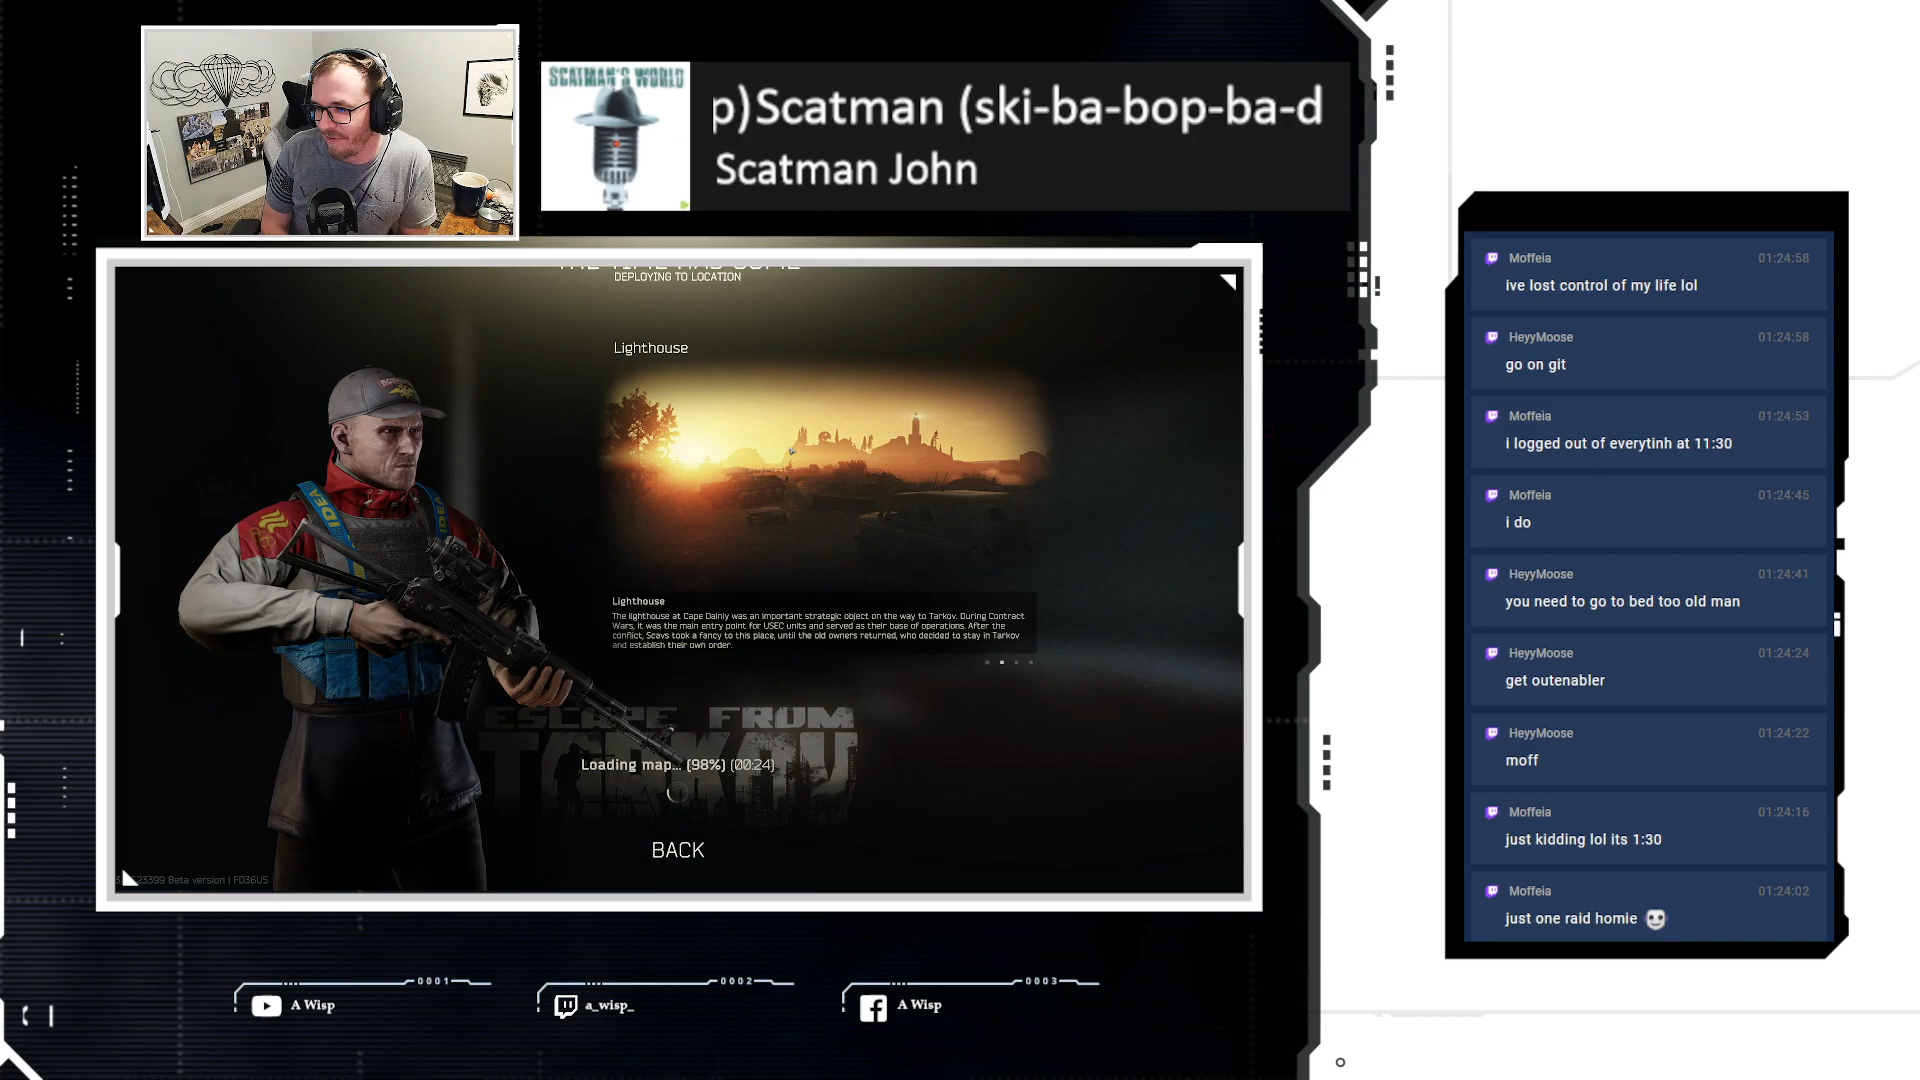 SCATMAN'S WORLD
p)Scatman (ski-ba-bop-ba-d
Scatman John
DEPLOYING TO LOCATION
Lighthouse
IDEA
IDEA
Lighthouse
The lighthouse at Cape Dainly was an important strategic object on the way to Tarkov. During Contract
Wars, it was the main entry point for USEC units and served as their base of operations. After the
conflict, Scavs took a fancy to this place, until the old owners returned, who decided to stay in Tarkov
and establish their own order.
ESCAPE FROM
TARKOV
Loading map... (98%) (00:24)
BACK
23399 Beta version | FD36U5
Moffeia 01:24:58
ive lost control of my life lol
HeyyMoose 01:24:58
go on git
Moffeia 01:24:53
i logged out of everytinh at 11:30
Moffeia 01:24:45
i do
HeyyMoose 01:24:41
you need to go to bed too old man
HeyyMoose 01:24:24
get outenabler
HeyyMoose 01:24:22
moff
Moffeia 01:24:16
just kidding lol its 1:30
Moffeia 01:24:02
just one raid homie
0001
A Wisp
0002
a_wisp_
0003
A Wisp